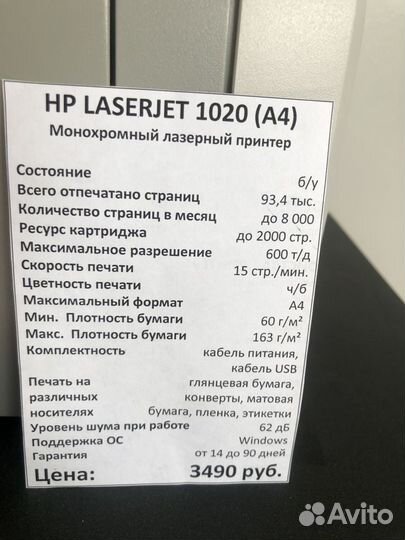 HP LASERJET 1020 (A4)
Монохромный лазерный принтер
Состояние б/у
Всего отпечатано страниц 93,4 тыс.
Количество страниц в месяц до 8 000
Ресурс картриджа до 2000 стр.
Максимальное разрешение 600 т/д
Скорость печати 15 стр./мин.
Цветность печати ч/б
Максимальный формат А4
Мин. Плотность бумаги 60 г/м²
Макс. Плотность бумаги 163 г/м²
Комплектность кабель питания,
кабель USB
Печать на глянцевая бумага,
различных конверты, матовая
носителях бумага, пленка, этикетки
Уровень шума при работе 62 дБ
Поддержка ОС Windows
Гарантия от 14 до 90 дней
Цена: 3490 руб.
Avito